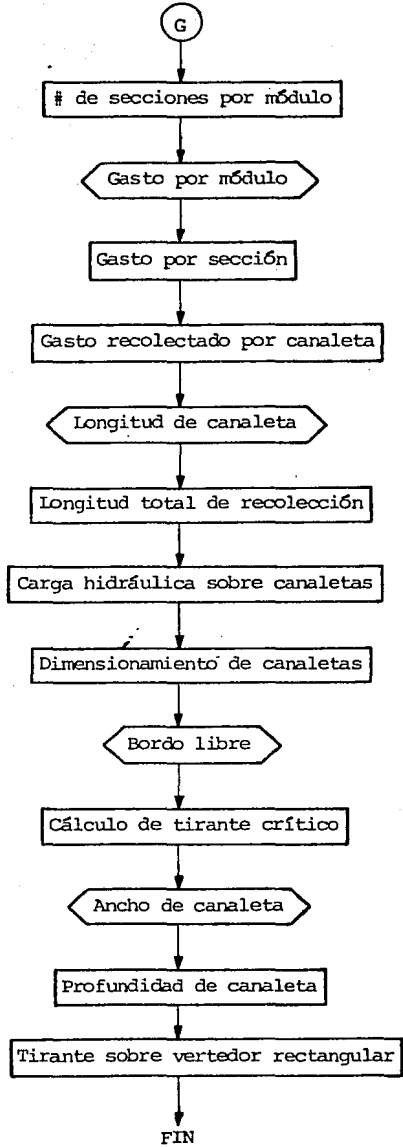 G
# de secciones por módulo
Gasto por módulo
Gasto por sección
Gasto recolectado por canaleta
Longitud de canaleta
Longitud total de recolección
Carga hidráulica sobre canaletas
Dimensionamiento de canaletas
Bordo libre
Cálculo de tirante crítico
Ancho de canaleta
Profundidad de canaleta
Tirante sobre vertedor rectangular
FIN